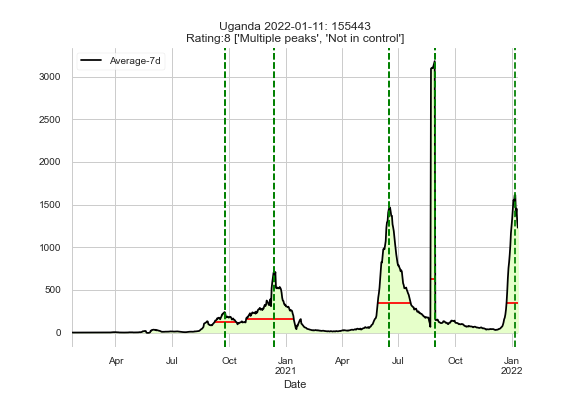 Uganda 2022-01-11: 155443
Rating:8 ['Multiple peaks', 'Not in control']
Average-7d
3000
2500
2000
1500
1000
500
0
Apr Jul Oct Jan Apr Jul Oct Jan
2021 2022
Date